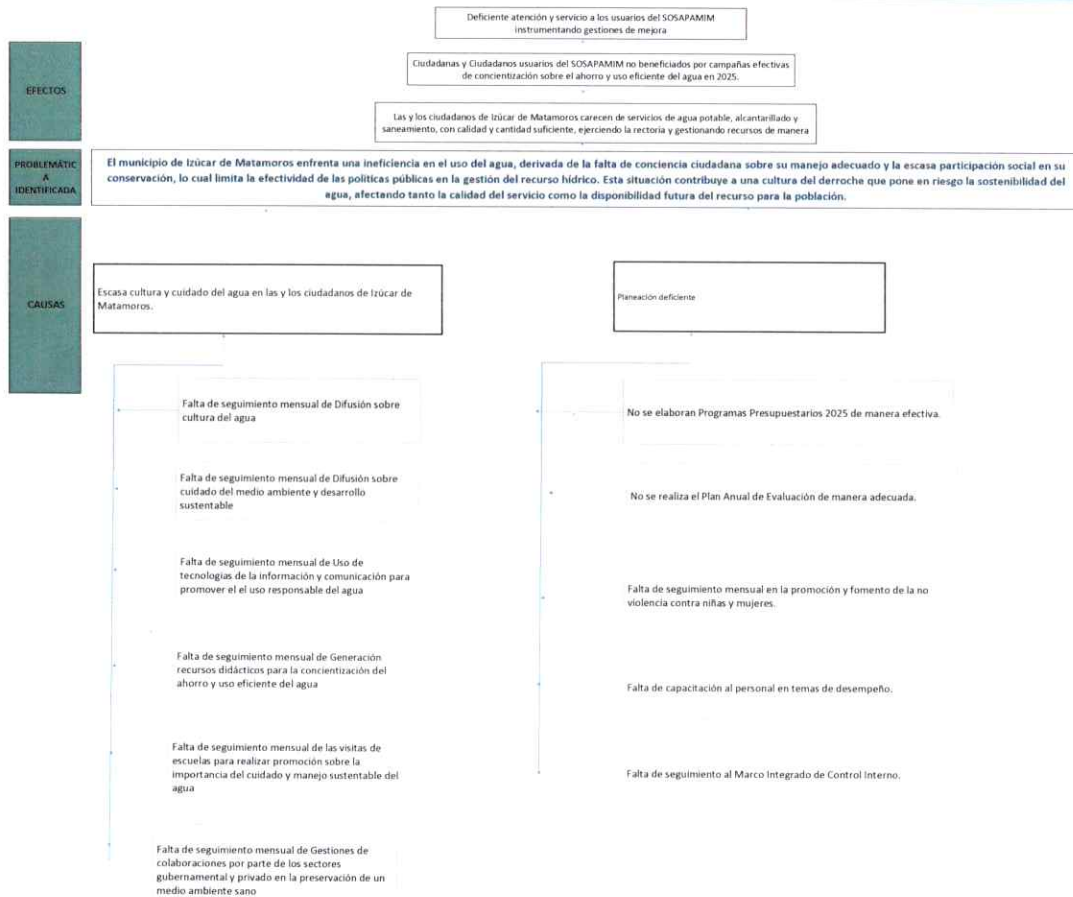 Deficiente atención y servicio a los usuarios del SOSAPAMIM
instrumentando gestiones de mejora
EFECTOS
Ciudadanas y Ciudadanos usuarios del SOSAPAMIM no beneficiados por campañas efectivas
de concientización sobre el ahorro y uso eficiente del agua en 2025.
Las y los ciudadanos de Izúcar de Matamoros carecen de servicios de agua potable, alcantarillado y
saneamiento, con calidad y cantidad suficiente, ejerciendo la rectoría y gestionando recursos de manera
PROBLEMÁTIC
A
IDENTIFICADA
El municipio de Izúcar de Matamoros enfrenta una ineficiencia en el uso del agua, derivada de la falta de conciencia ciudadana sobre su manejo adecuado y la escasa participación social en su
conservación, lo cual limita la efectividad de las políticas públicas en la gestión del recurso hídrico. Esta situación contribuye a una cultura del derroche que pone en riesgo la sostenibilidad del
agua, afectando tanto la calidad del servicio como la disponibilidad futura del recurso para la población.
CAUSAS
Escasa cultura y cuidado del agua en las y los ciudadanos de Izúcar de
Matamoros.
Falta de seguimiento mensual de Difusión sobre
cultura del agua
Falta de seguimiento mensual de Difusión sobre
cuidado del medio ambiente y desarrollo
sustentable
Falta de seguimiento mensual de Uso de
tecnologías de la información y comunicación para
promover el el uso responsable del agua
Falta de seguimiento mensual de Generación
recursos didácticos para la concientización del
ahorro y uso eficiente del agua
Falta de seguimiento mensual de las visitas de
escuelas para realizar promoción sobre la
importancia del cuidado y manejo sustentable del
agua
Falta de seguimiento mensual de Gestiones de
colaboraciones por parte de los sectores
gubernamental y privado en la preservación de un
medio ambiente sano
Planeación deficiente
No se elaboran Programas Presupuestarios 2025 de manera efectiva.
No se realiza el Plan Anual de Evaluación de manera adecuada.
Falta de seguimiento mensual en la promoción y fomento de la no
violencia contra niñas y mujeres.
Falta de capacitación al personal en temas de desempeño.
Falta de seguimiento al Marco Integrado de Control Interno.